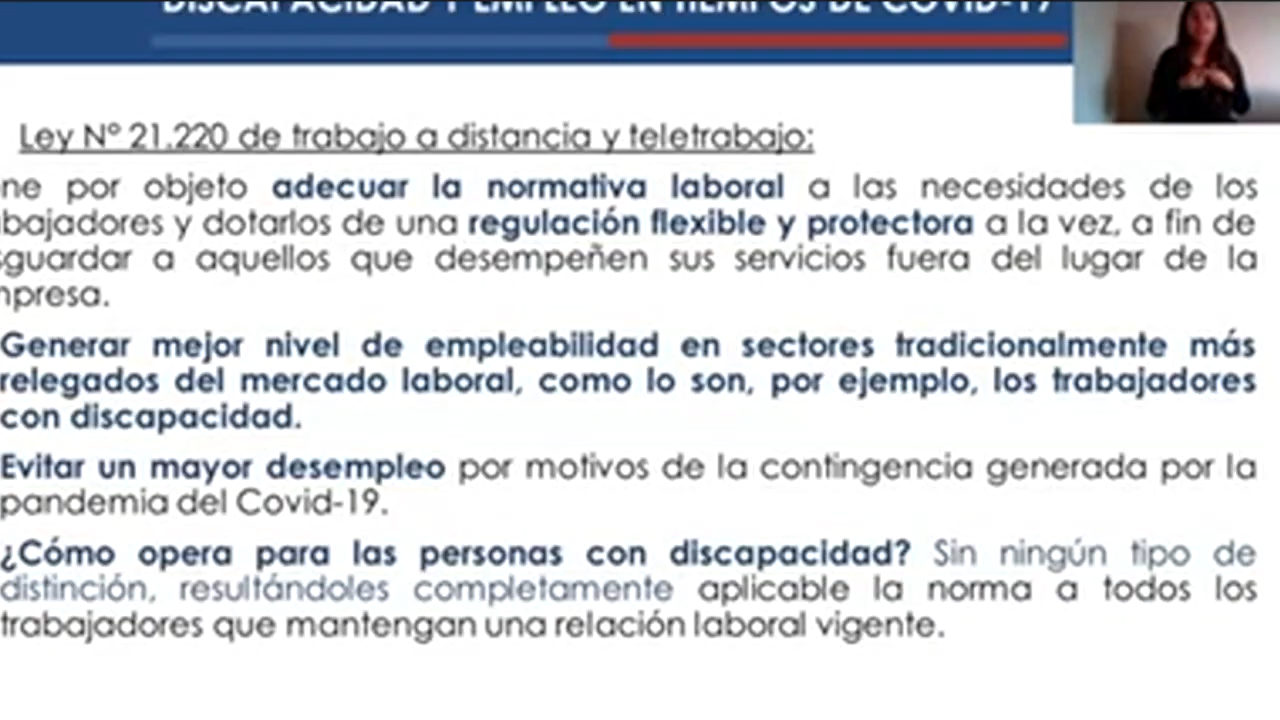 DISCAPACIDAD Y EMPLEO EN TIEMPOS DE COVID-19
Ley Nº 21.220 de trabajo a distancia y teletrabajo:
ne por objeto adecuar la normativa laboral a las necesidades de los
bajadores y dotarlos de una regulación flexible y protectora a la vez, a fin de
sguardar a aquellos que desempeñen sus servicios fuera del lugar de la
mpresa.
Generar mejor nivel de empleabilidad en sectores tradicionalmente más
relegados del mercado laboral, como lo son, por ejemplo, los trabajadores
con discapacidad.
Evitar un mayor desempleo por motivos de la contingencia generada por la
pandemia del Covid-19.
¿Cómo opera para las personas con discapacidad? Sin ningún tipo de
distinción, resultándoles completamente aplicable la norma a todos los
trabajadores que mantengan una relación laboral vigente.